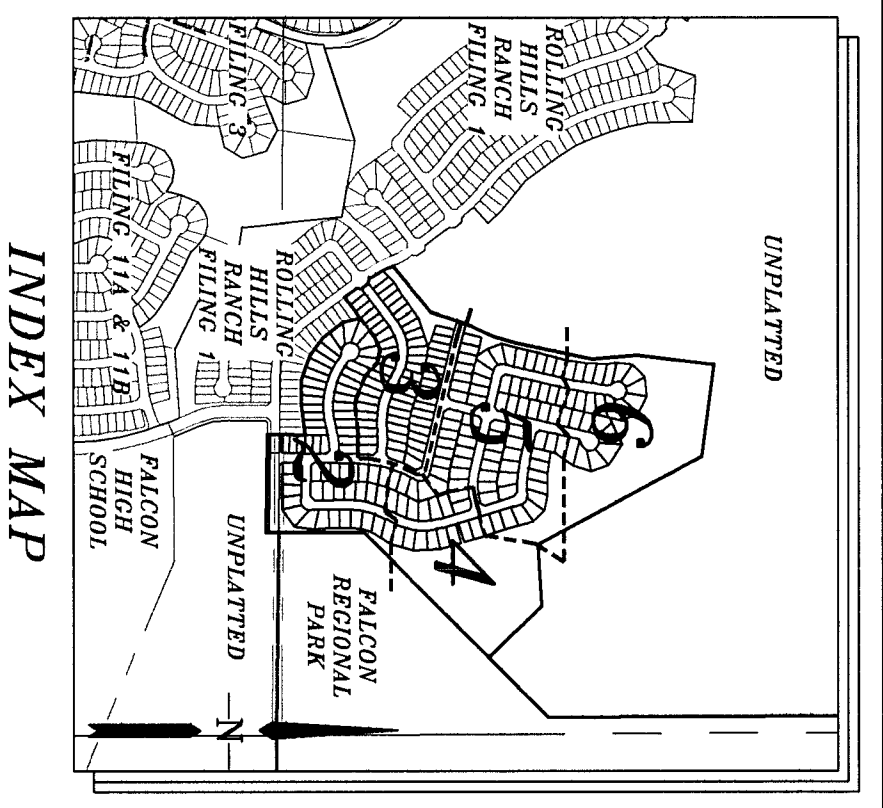 UNPLATTED
ROLLING
HILLS
RANCH
FILING 1
6
5
4
3
FALCON
REGIONAL
PARK
2
ROLLING
HILLS
RANCH
FILING 1
FILING 3
UNPLATTED
N
FALCON
HIGH
SCHOOL
FILING 11A & 11B
INDEX MAP